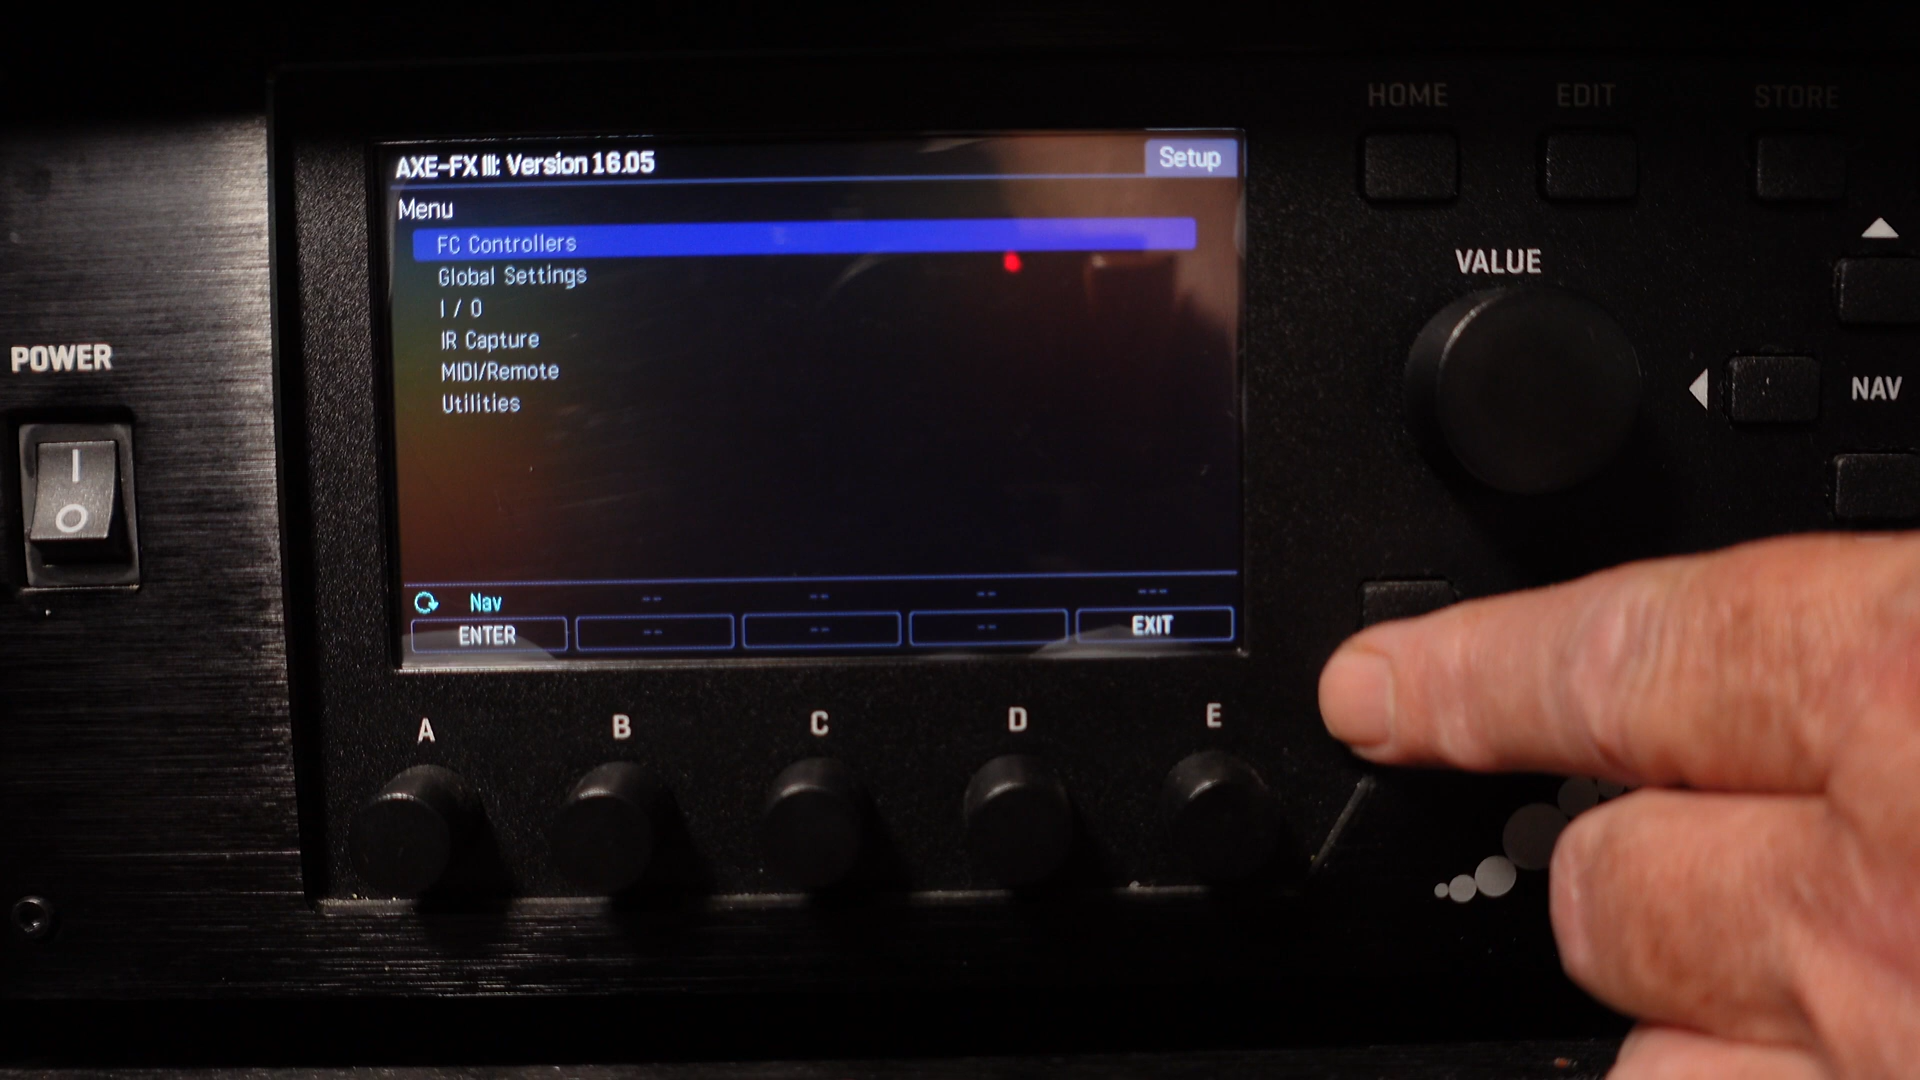 HOME EDIT STORE
AXE-FX III: Version 16.05 Setup
Menu
FC Controllers
Global Settings
I / O
IR Capture
MIDI/Remote
Utilities
Nav -- -- -- ---
ENTER -- -- -- EXIT
A B C D E
POWER
I
O
VALUE
NAV